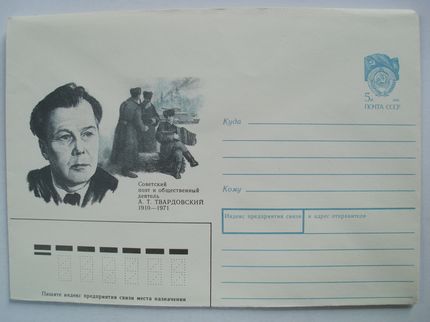 5к
ПОЧТА СССР
Куда
Советский
поэт и общественный
деятель
А. Т. ТВАРДОВСКИЙ
1910—1971
Кому
Индекс предприятия связи и адрес отправителя
Пишите индекс предприятия связи места назначения